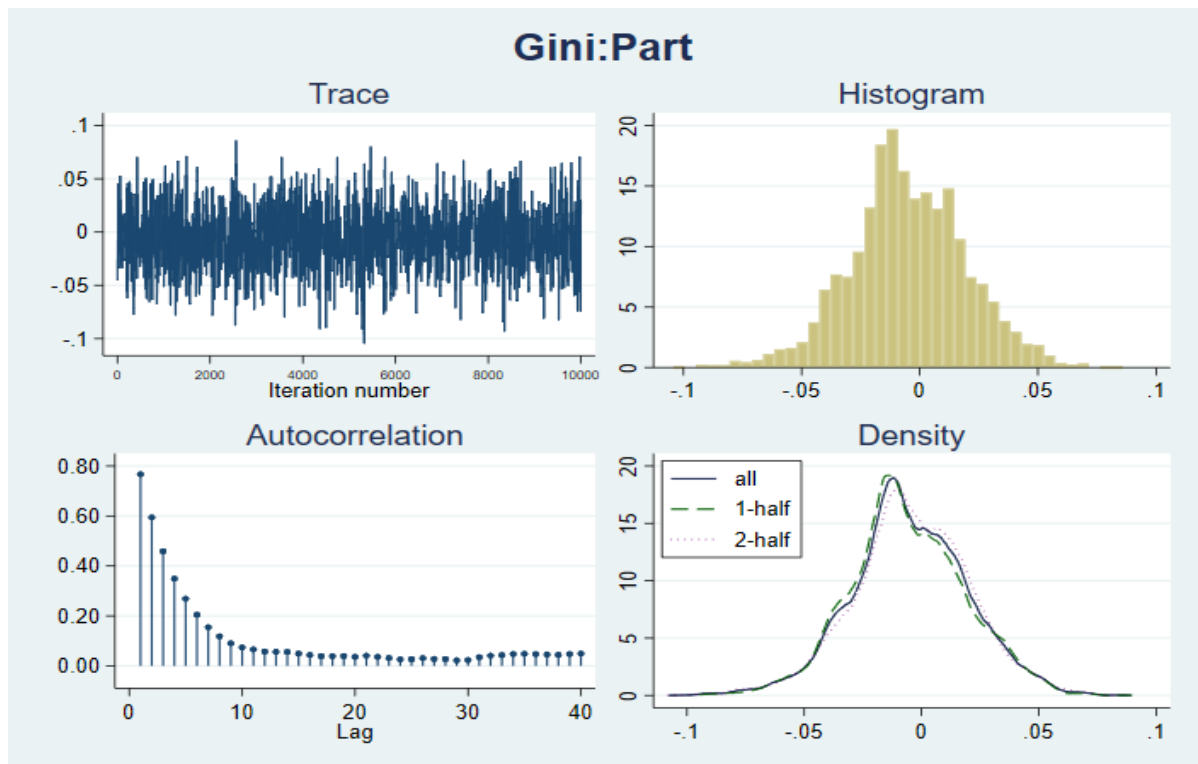 Gini:Part
Trace
.1
.05
0
-.05
-.1
0 2000 4000 6000 8000 10000
Iteration number
Histogram
20
15
10
5
0
-.1 -.05 0 .05 .1
Autocorrelation
0.80
0.60
0.40
0.20
0.00
0 10 20 30 40
Lag
Density
all
1-half
2-half
20
15
10
5
0
-.1 -.05 0 .05 .1